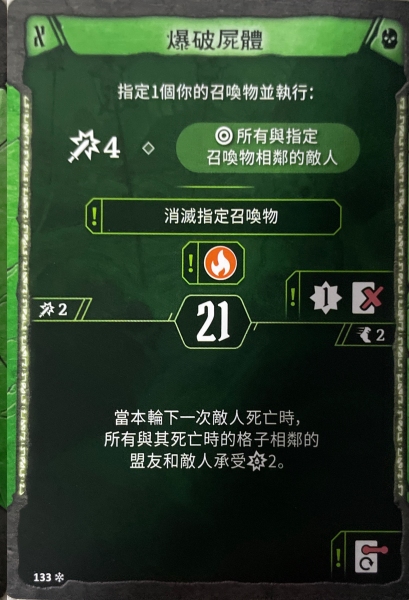 X
爆破屍體
指定1個你的召喚物並執行：
4
所有與指定
召喚物相鄰的敵人
! 消滅指定召喚物
!
! 1
2
21
2
當本輪下一次敵人死亡時，
所有與其死亡時的格子相鄰的
盟友和敵人承受2。
!
133